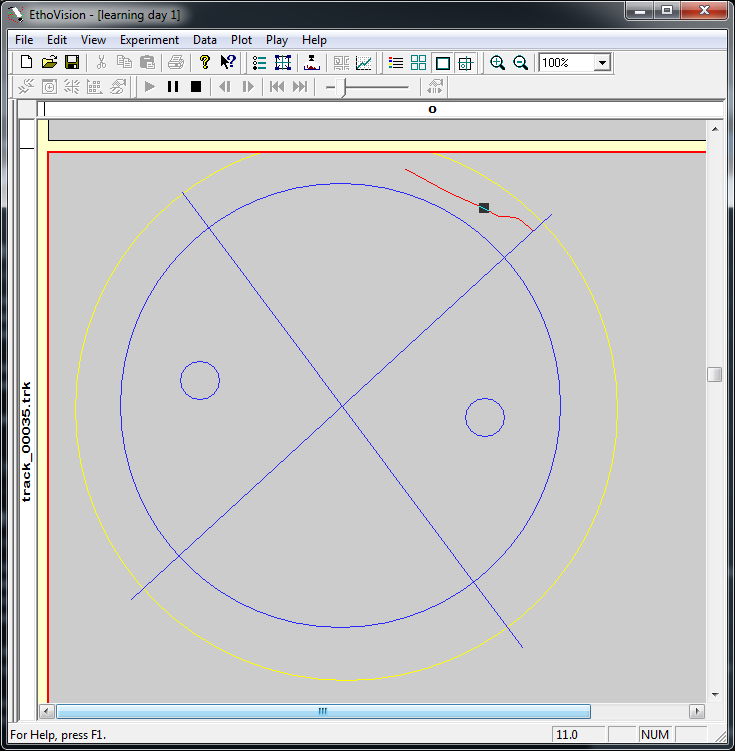 EthoVision - [learning day 1]
File Edit View Experiment Data Plot Play Help
100%
0
track_00035.trk
For Help, press F1.
11.0 NUM